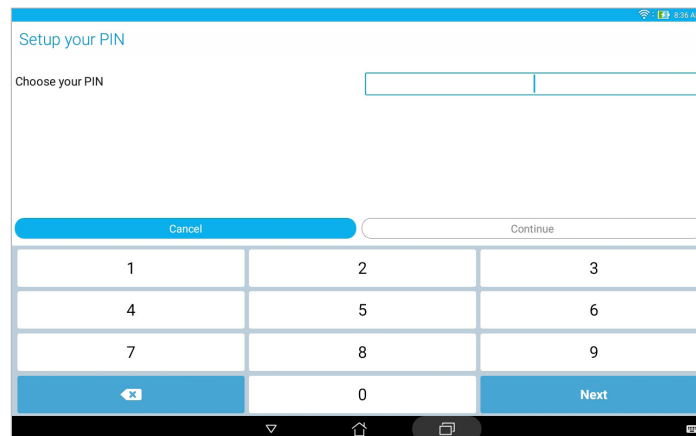 8:36 A
Setup your PIN
Choose your PIN
Cancel Continue
1 2 3
4 5 6
7 8 9
0 Next